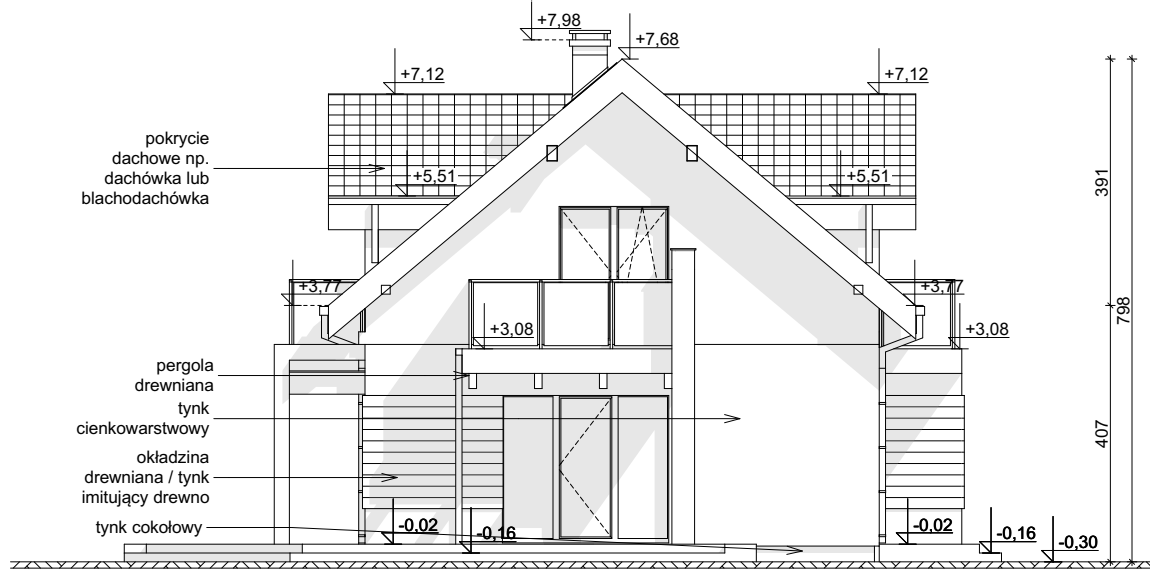 +7,98
+7,68
+7,12
+7,12
pokrycie
dachowe np.
dachówka lub
blachodachówka
+5,51
+5,51
391
+3,77
+3,77
798
+3,08
+3,08
pergola
drewniana
tynk
cienkowarstwowy
407
okładzina
drewniana / tynk
imitujący drewno
tynk cokołowy
-0,02
-0,16
-0,02
-0,16
-0,30